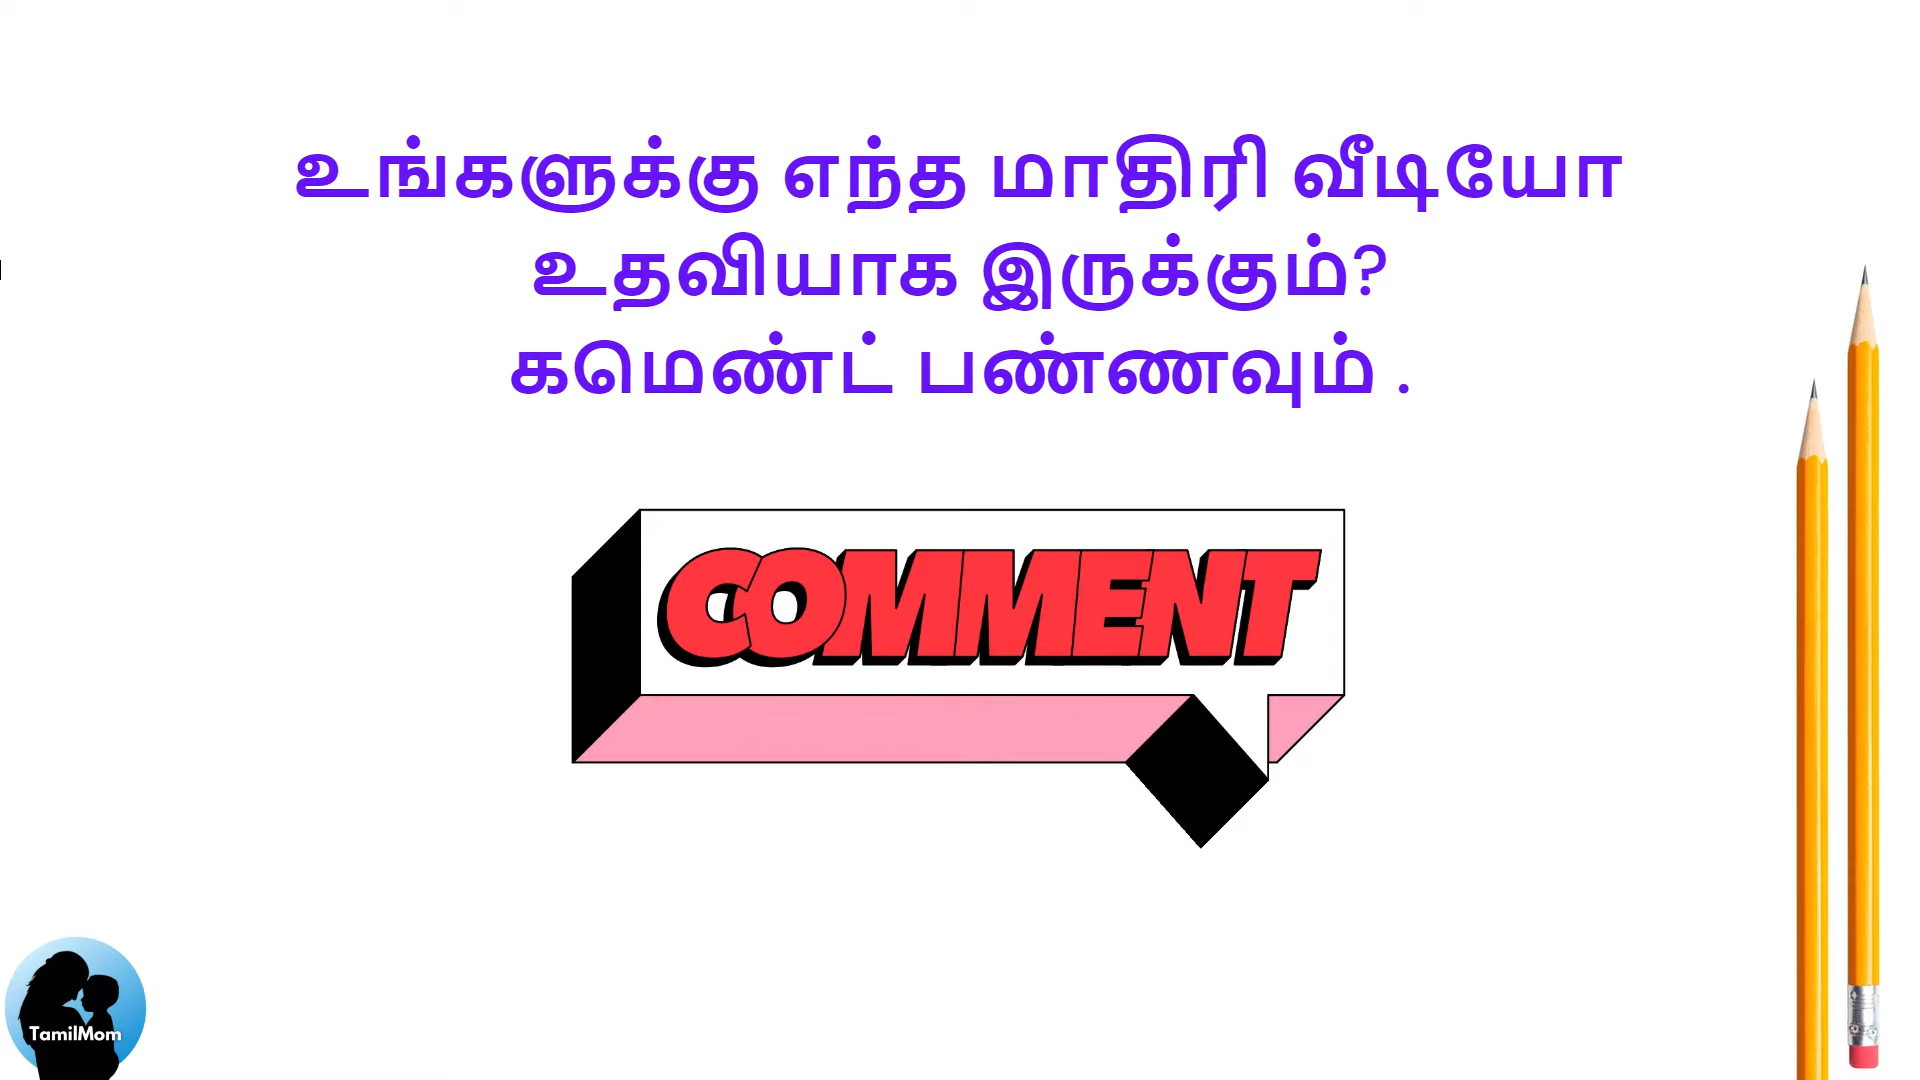 உங்களுக்கு எந்த மாதிரி வீடியோ
உதவியாக இருக்கும்?
கமெண்ட் பண்ணவும் .
COMMENT
TamilMom